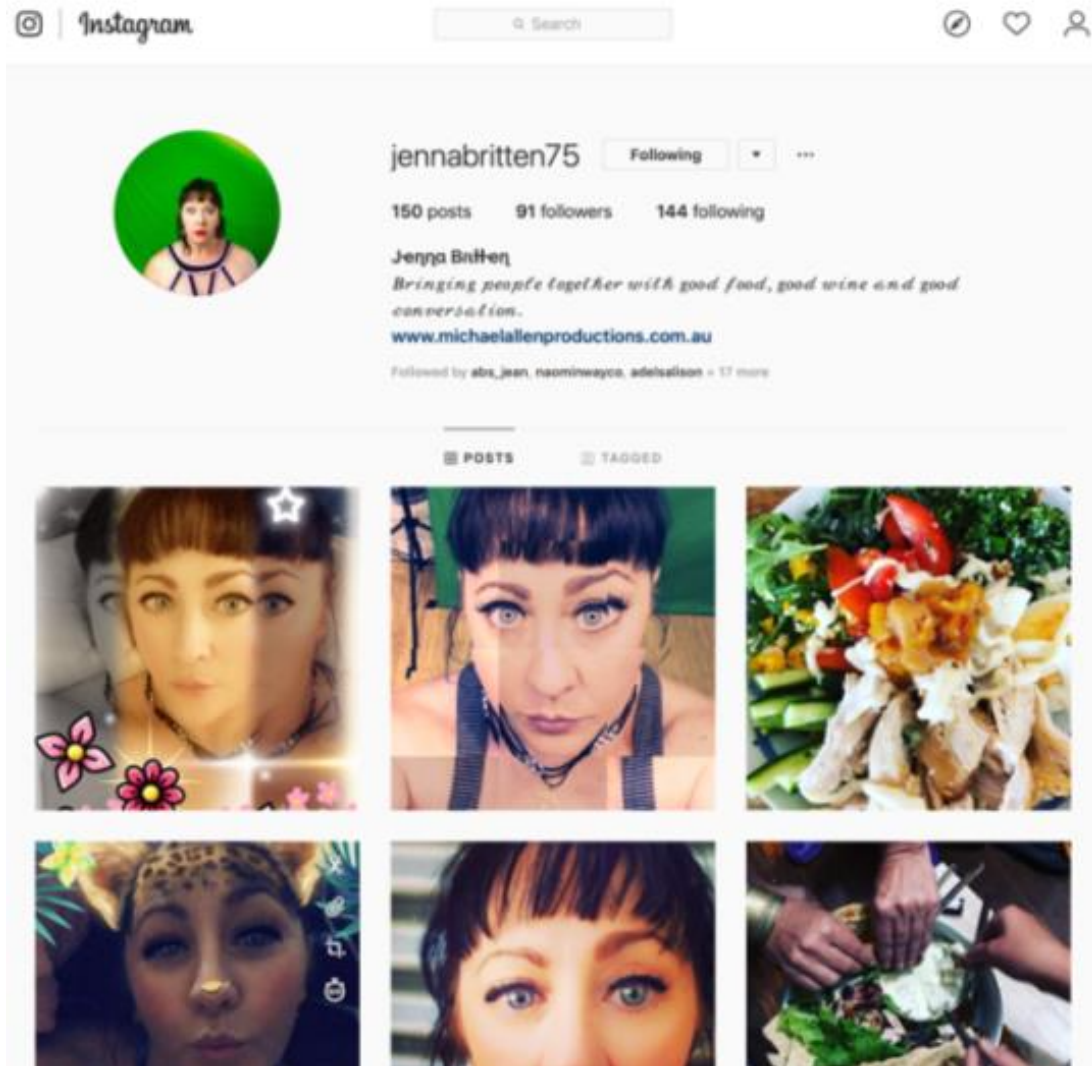 Instagram
Search
jennabritten75 Following
150 posts 91 followers 144 following
Jenna Britten
Bringing people together with good food, good wine and good
conversation.
www.michaelallenproductions.com.au
Followed by abs_jean, naominwayco, adelsalison + 17 more
POSTS TAGGED